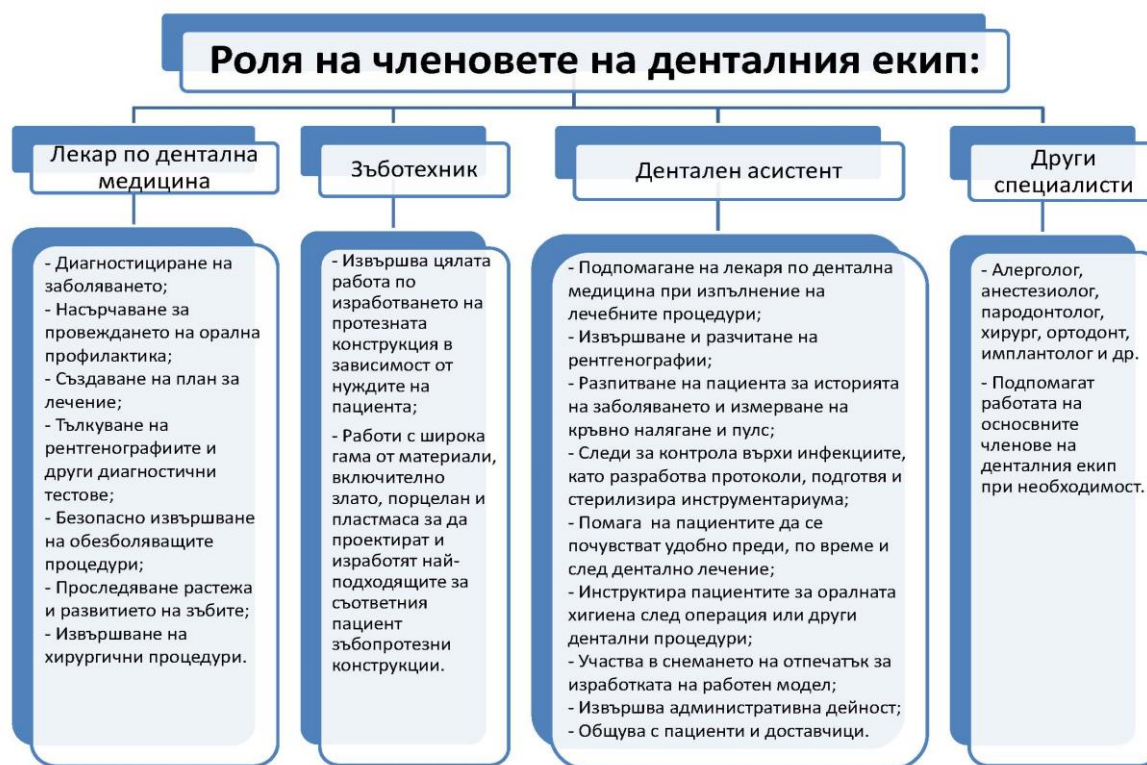 Роля на членовете на денталния екип:
Лекар по дентална
медицина
- Диагностициране на
заболяването;
- Насърчаване за
провеждането на орална
профилактика;
- Създаване на план за
лечение;
- Тълкуване на
рентгенографиите и
други диагностични
тестове;
- Безопасно извършване
на обезболяващите
процедури;
- Проследяване растежа
и развитието на зъбите;
- Извършване на
хирургични процедури.
Зъботехник
- Извършва цялата
работа по
изработването на
протезната
конструкция в
зависимост от
нуждите на
пациента;
- Работи с широка
гама от материали,
включително
злато, порцелан и
пластмаса за да
проектират и
изработят най-
подходящите за
съответния
пациент
зъбопротезни
конструкции.
Дентален асистент
- Подпомагане на лекаря по дентална
медицина при изпълнение на
лечебните процедури;
- Извършване и разчитане на
рентгенографии;
- Разпитване на пациента за историята
на заболяването и измерване на
кръвно налягане и пулс;
- Следи за контрола върхи инфекциите,
като разработва протоколи, подготвя и
стерилизира инструментариума;
- Помага на пациентите да се
почувстват удобно преди, по време и
след дентално лечение;
- Инструктира пациентите за оралната
хигиена след операция или други
дентални процедури;
- Участва в снемането на отпечатък за
изработката на работен модел;
- Извършва административна дейност;
- Общува с пациенти и доставчици.
Други
специалисти
- Алерголог,
анестезиолог,
пародонтолог,
хирург, ортодонт,
имплантолог и др.
- Подпомагат
работата на
основните
членове на
денталния екип
при необходимост.